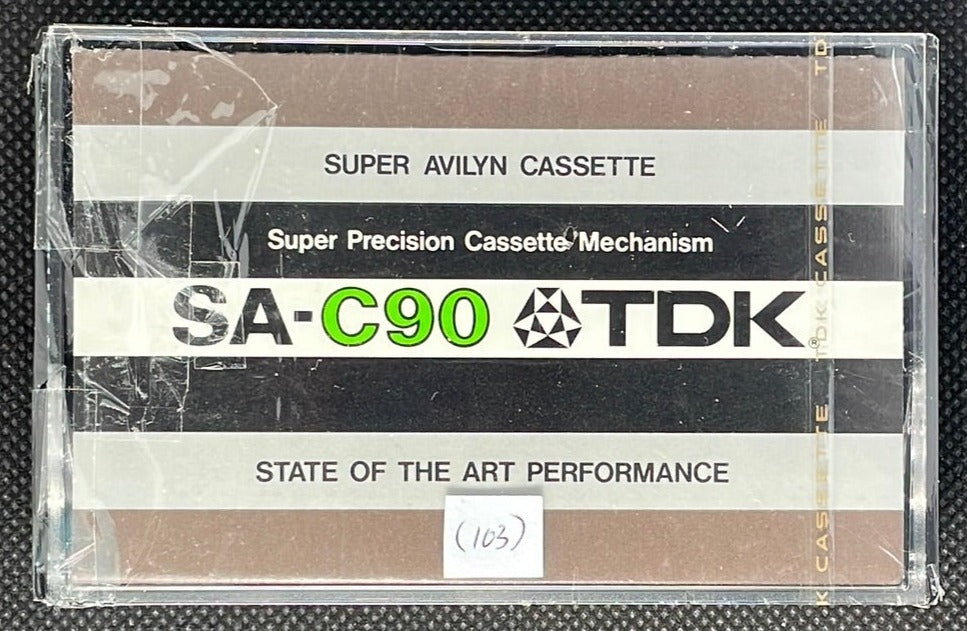 SUPER AVILYN CASSETTE
Super Precision Cassette Mechanism
SA-C90 TDK®
STATE OF THE ART PERFORMANCE
(103)
K CASSETTE TDK CASSETTE TD